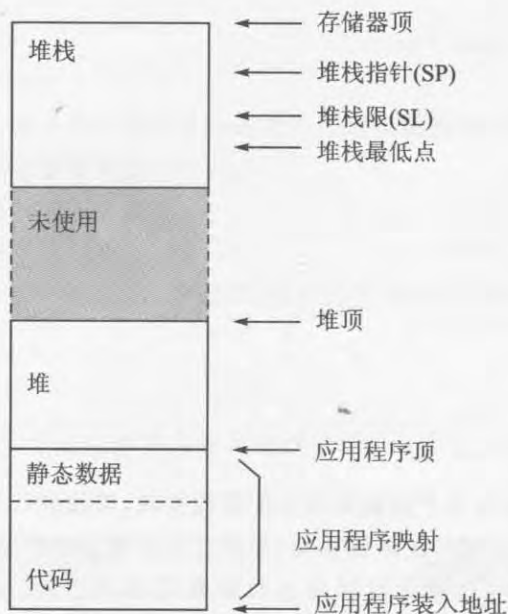 存储器顶
堆栈
堆栈指针(SP)
堆栈限(SL)
堆栈最低点
未使用
堆顶
堆
应用程序顶
静态数据
应用程序映射
代码
应用程序装入地址